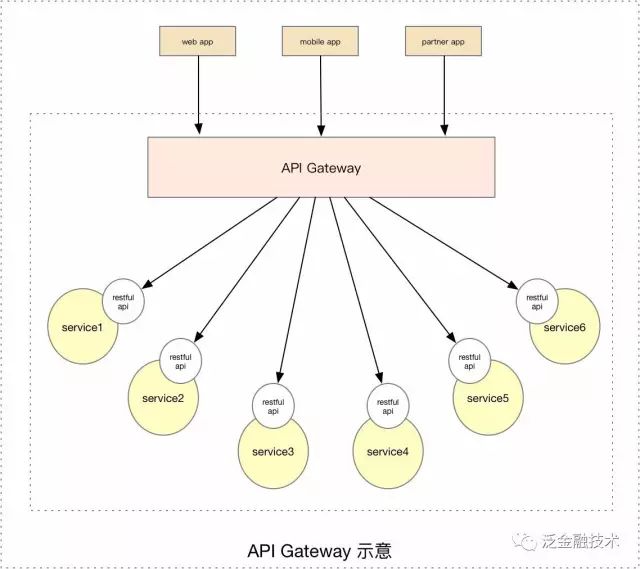 web app
mobile app
partner app
API Gateway
restful
api
service1
restful
api
service6
restful
api
service2
restful
api
service5
restful
api
service3
restful
api
service4
API Gateway 示意
泛金融技术